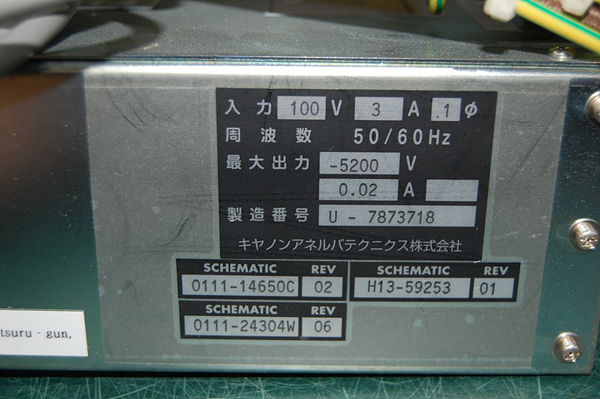 入力 100 V 3 A .1 Φ
周波数 50/60Hz
最大出力 -5200 V
0.02 A
製造番号 U - 7873718
キヤノンアネルバテクニクス株式会社
SCHEMATIC REV
0111-14650C 02
SCHEMATIC REV
H13-59253 01
SCHEMATIC REV
0111-24304W 06
tsuru - gun,